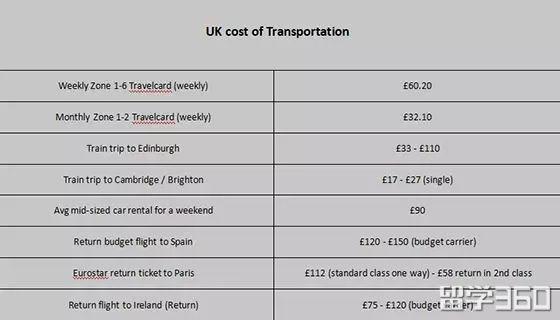 UK cost of Transportation
Weekly Zone 1-6 Travelcard (weekly) £60.20
Monthly Zone 1-2 Travelcard (weekly) £32.10
Train trip to Edinburgh £33 - £110
Train trip to Cambridge / Brighton £17 - £27 (single)
Avg mid-sized car rental for a weekend £90
Return budget flight to Spain £120 - £150 (budget carrier)
Eurostar return ticket to Paris £112 (standard class one way) - £58 return in 2nd class
Return flight to Ireland (Return) £75 - £120 (budget carrier)
留学360